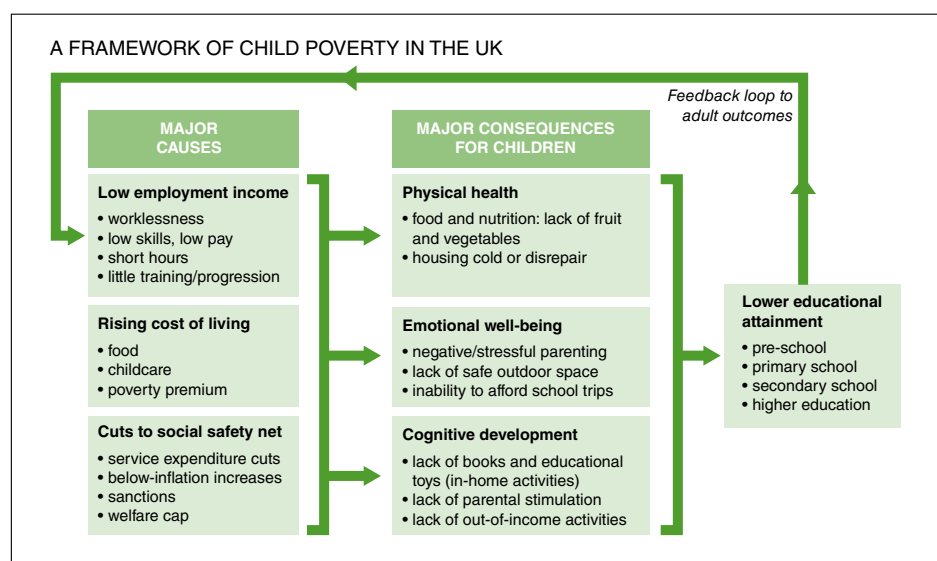 A FRAMEWORK OF CHILD POVERTY IN THE UK
Feedback loop to
adult outcomes
MAJOR
CAUSES
Low employment income
• worklessness
• low skills, low pay
• short hours
• little training/progression
Rising cost of living
• food
• childcare
• poverty premium
Cuts to social safety net
• service expenditure cuts
• below-inflation increases
• sanctions
• welfare cap
MAJOR CONSEQUENCES
FOR CHILDREN
Physical health
• food and nutrition: lack of fruit
and vegetables
• housing cold or disrepair
Emotional well-being
• negative/stressful parenting
• lack of safe outdoor space
• inability to afford school trips
Cognitive development
• lack of books and educational
toys (in-home activities)
• lack of parental stimulation
• lack of out-of-income activities
Lower educational
attainment
• pre-school
• primary school
• secondary school
• higher education